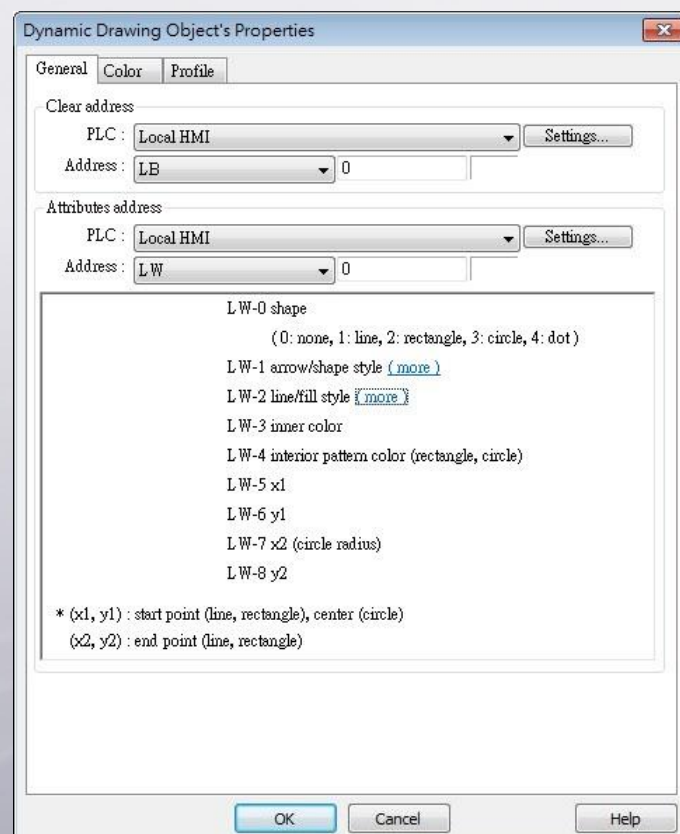 Dynamic Drawing Object's Properties
General Color Profile
Clear address
PLC : Local HMI Settings...
Address : LB 0
Attributes address
PLC : Local HMI Settings...
Address : LW 0
LW-0 shape
( 0: none, 1: line, 2: rectangle, 3: circle, 4: dot )
LW-1 arrow/shape style ( more )
LW-2 line/fill style ( more )
LW-3 inner color
LW-4 interior pattern color (rectangle, circle)
LW-5 x1
LW-6 y1
LW-7 x2 (circle radius)
LW-8 y2
* (x1, y1) : start point (line, rectangle), center (circle)
(x2, y2) : end point (line, rectangle)
OK Cancel Help